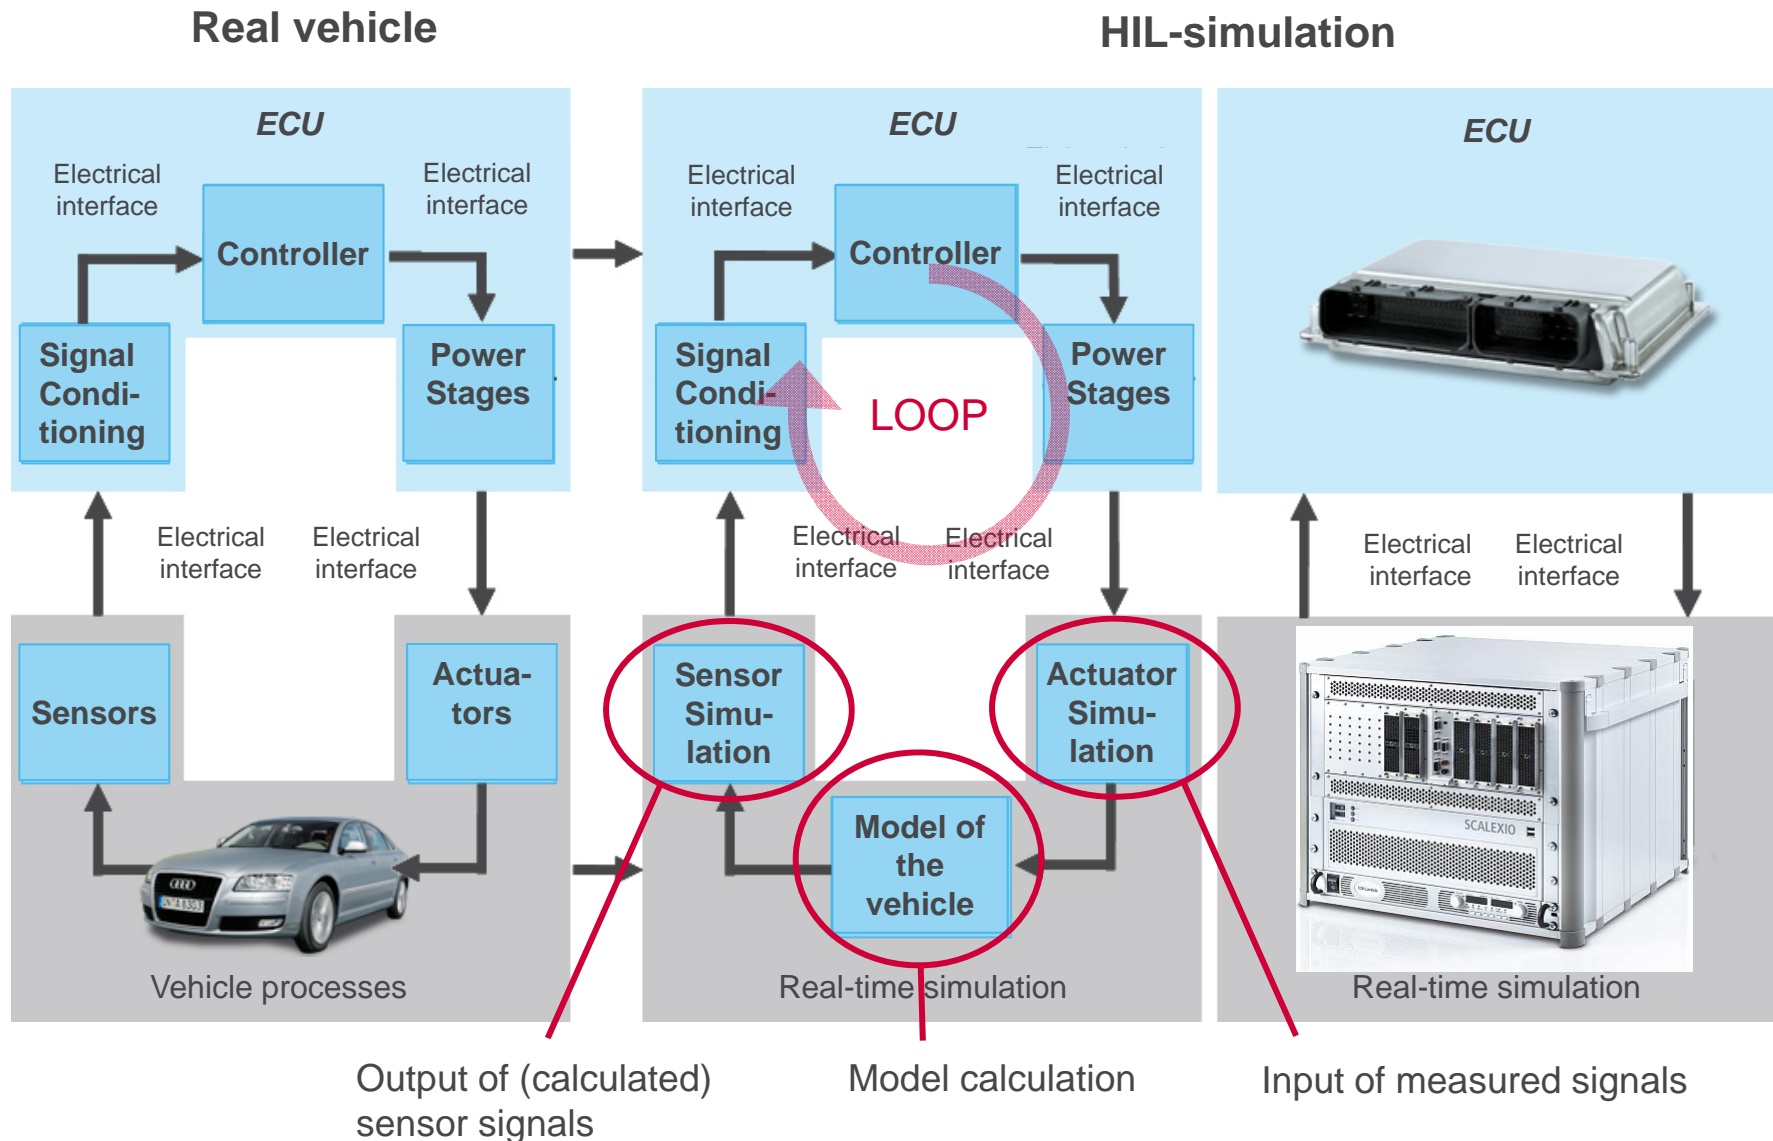 Real vehicle
HIL-simulation
ECU
Electrical
interface
Electrical
interface
Controller
Signal
Condi-
tioning
Power
Stages
Electrical
interface
Electrical
interface
Sensors
Actua-
tors
Vehicle processes
ECU
Electrical
interface
Electrical
interface
Controller
Signal
Condi-
tioning
LOOP
Power
Stages
Electrical
interface
Electrical
interface
Sensor
Simu-
lation
Actuator
Simu-
lation
Model of
the
vehicle
Real-time simulation
ECU
Electrical
interface
Electrical
interface
SCALEXIO
Real-time simulation
Output of (calculated)
sensor signals
Model calculation
Input of measured signals